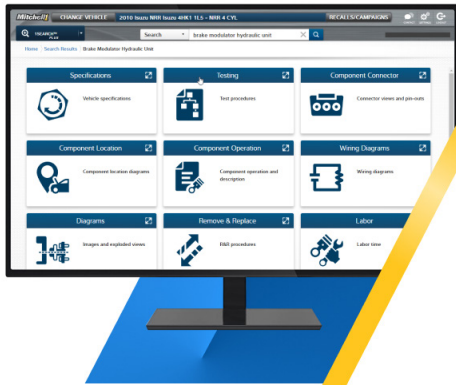 Mitchell1 CHANGE VEHICLE 2010 Isuzu NRR Isuzu 4HK1 TL5 - NRR 4 CYL RECALLS/CAMPAIGNS
1SEARCH PLUS Search brake modulator hydraulic unit
Home Search Results Brake Modulator Hydraulic Unit
Specifications Testing Component Connector
Vehicle specifications Test procedures Connector views and pin-outs
Component Location Component Operation Wiring Diagrams
Component location diagrams Component operation and
description Wiring diagrams
Diagrams Remove & Replace Labor
Images and exploded views R&R procedures Labor time